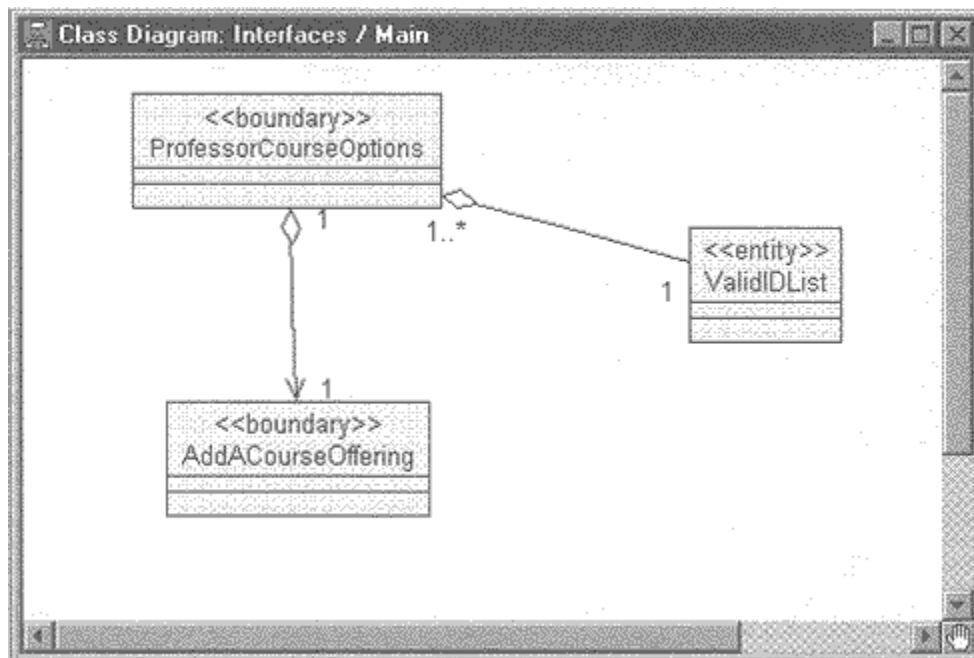 Class Diagram: Interfaces / Main
<<boundary>>
ProfessorCourseOptions
1
1..*
<<entity>>
ValidIDList
1
1
<<boundary>>
AddACourseOffering